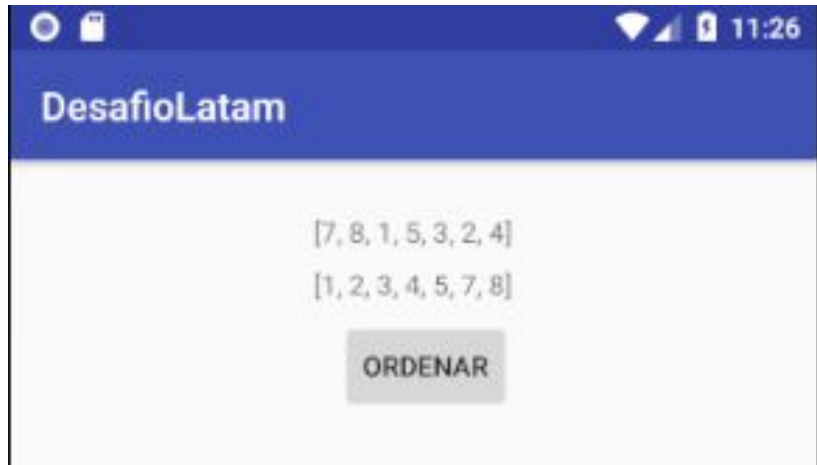 11:26
DesafioLatam
[7, 8, 1, 5, 3, 2, 4]
[1, 2, 3, 4, 5, 7, 8]
ORDENAR